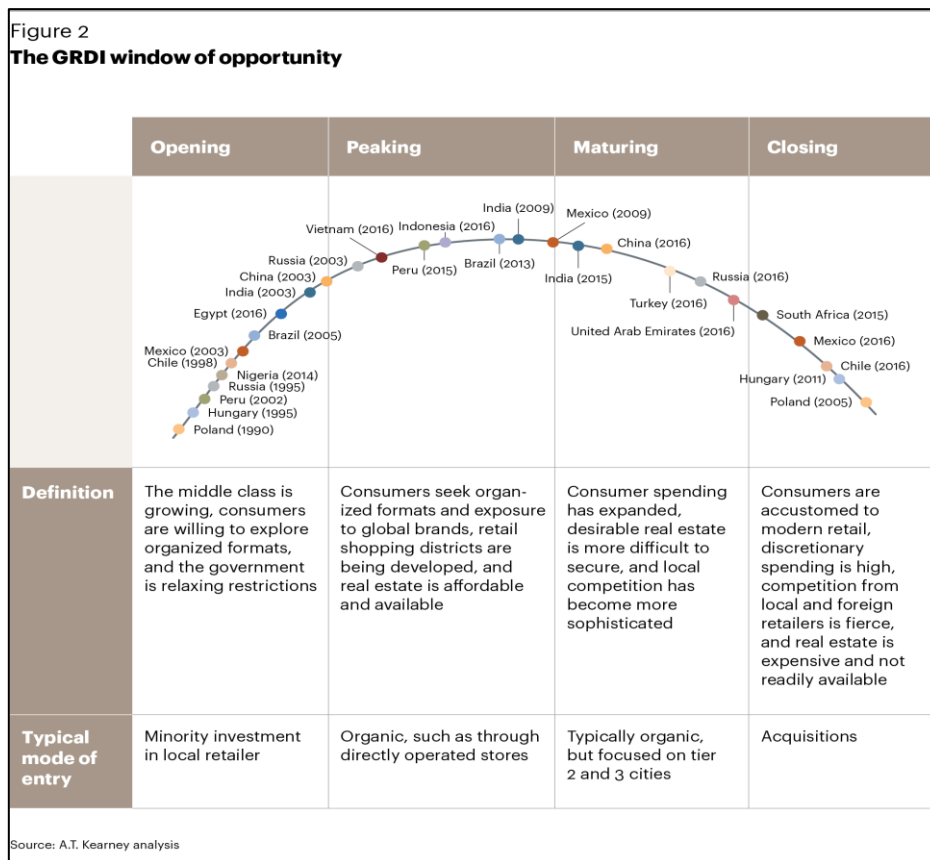 Figure 2
The GRDI window of opportunity
Opening
Peaking
Maturing
Closing
India (2009)
Mexico (2009)
Vietnam (2016)
Indonesia (2016)
China (2016)
Russia (2003)
Peru (2015)
Brazil (2013)
India (2015)
China (2003)
Russia (2016)
India (2003)
Turkey (2016)
Egypt (2016)
South Africa (2015)
Brazil (2005)
United Arab Emirates (2016)
Mexico (2003)
Mexico (2016)
Chile (1998)
Chile (2016)
Nigeria (2014)
Hungary (2011)
Russia (1995)
Peru (2002)
Poland (2005)
Hungary (1995)
Poland (1990)
Definition
The middle class is
growing, consumers
are willing to explore
organized formats,
and the government
is relaxing restrictions
Consumers seek organ-
ized formats and exposure
to global brands, retail
shopping districts are
being developed, and
real estate is affordable
and available
Consumer spending
has expanded,
desirable real estate
is more difficult to
secure, and local
competition has
become more
sophisticated
Consumers are
accustomed to
modern retail,
discretionary
spending is high,
competition from
local and foreign
retailers is fierce,
and real estate is
expensive and not
readily available
Typical
mode of
entry
Minority investment
in local retailer
Organic, such as through
directly operated stores
Typically organic,
but focused on tier
2 and 3 cities
Acquisitions
Source: A.T. Kearney analysis